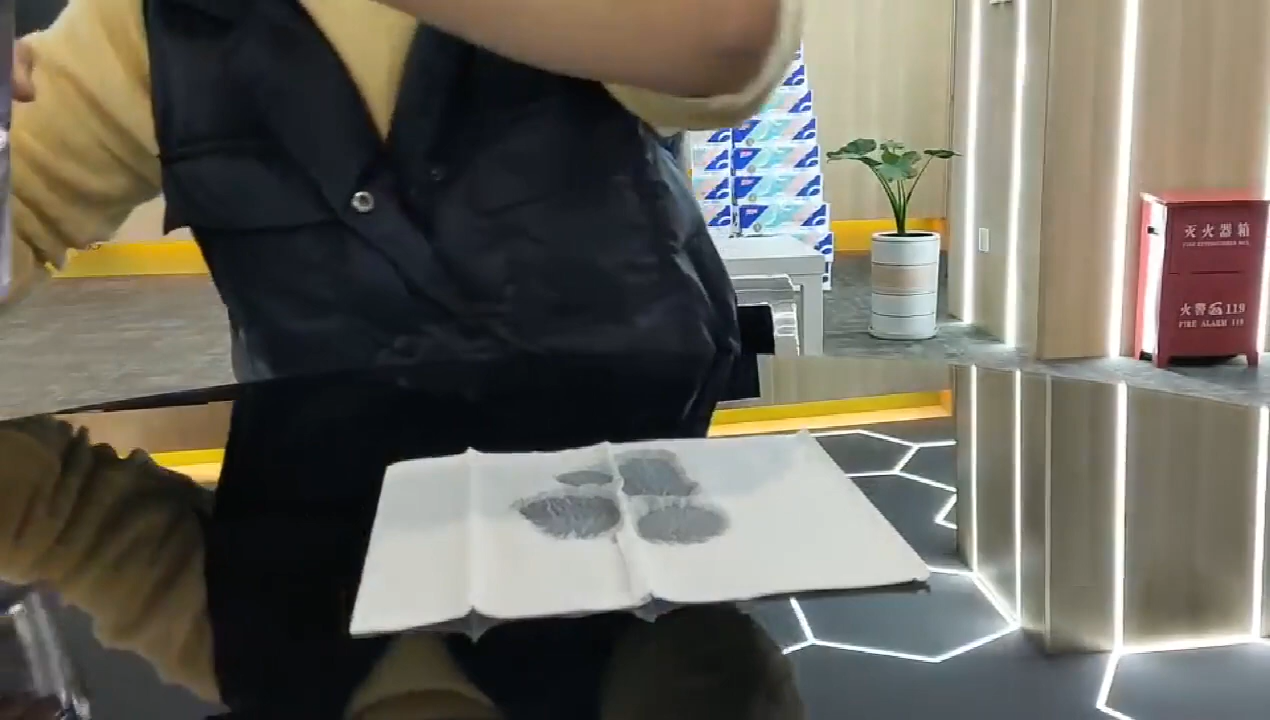 灭火器箱
FIRE EXTINGUISHER BOX
火警☎119
FIRE ALARM 119